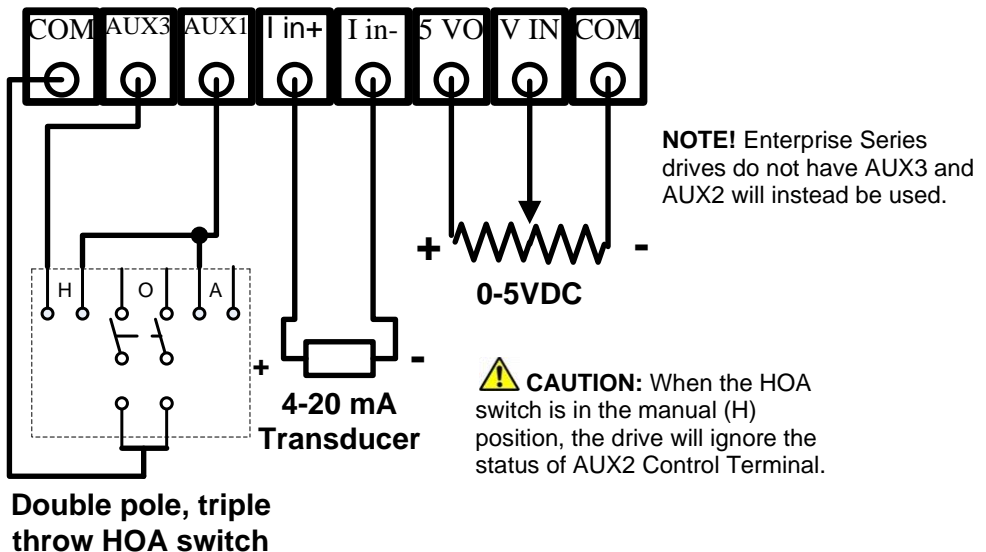 COM AUX3 AUX1 I in+ I in- 5 VO V IN COM
NOTE! Enterprise Series
drives do not have AUX3 and
AUX2 will instead be used.
+ -
0-5VDC
H O A
+ -
4-20 mA
Transducer
CAUTION: When the HOA
switch is in the manual (H)
position, the drive will ignore the
status of AUX2 Control Terminal.
Double pole, triple
throw HOA switch